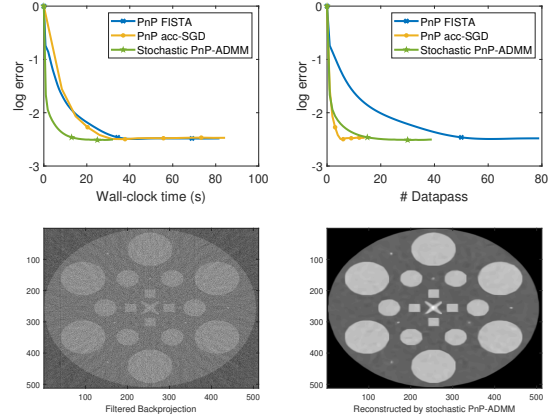 PnP FISTA
PnP acc-SGD
Stochastic PnP-ADMM
0
-1
-2
-3
log error
0 20 40 60 80 100
Wall-clock time (s)
PnP FISTA
PnP acc-SGD
Stochastic PnP-ADMM
0
-1
-2
-3
log error
0 20 40 60 80
# Datapass
100
200
300
400
500
100 200 300 400 500
Filtered Backprojection
100
200
300
400
500
100 200 300 400 500
Reconstructed by stochastic PnP-ADMM